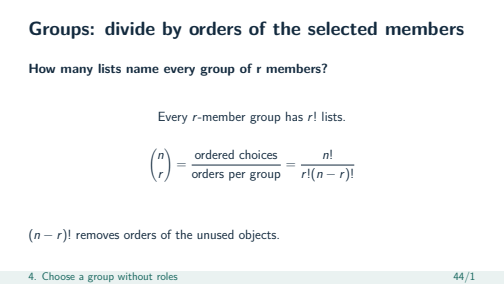 Groups: divide by orders of the selected members
How many lists name every group of r members?
Every r-member group has r! lists.
(n r) = ordered choices / orders per group = n! / r!(n − r)!
(n − r)! removes orders of the unused objects.
4. Choose a group without roles 44/1